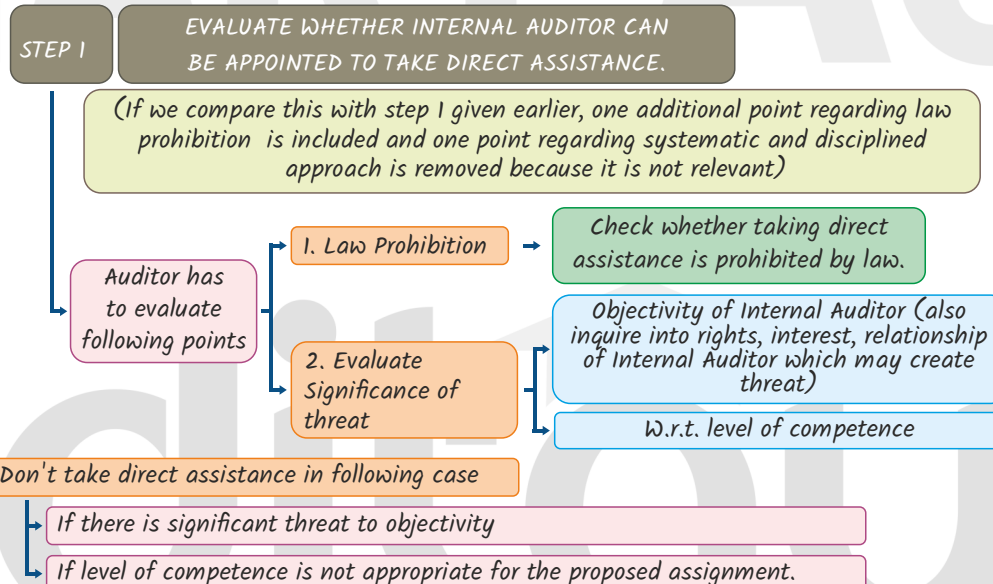 STEP 1
EVALUATE WHETHER INTERNAL AUDITOR CAN
BE APPOINTED TO TAKE DIRECT ASSISTANCE.
(If we compare this with step 1 given earlier, one additional point regarding law
prohibition is included and one point regarding systematic and disciplined
approach is removed because it is not relevant)
Auditor has
to evaluate
following points
1. Law Prohibition
Check whether taking direct
assistance is prohibited by law.
2. Evaluate
Significance of
threat
Objectivity of Internal Auditor (also
inquire into rights, interest, relationship
of Internal Auditor which may create
threat)
W.r.t. level of competence
Don't take direct assistance in following case
If there is significant threat to objectivity
If level of competence is not appropriate for the proposed assignment.